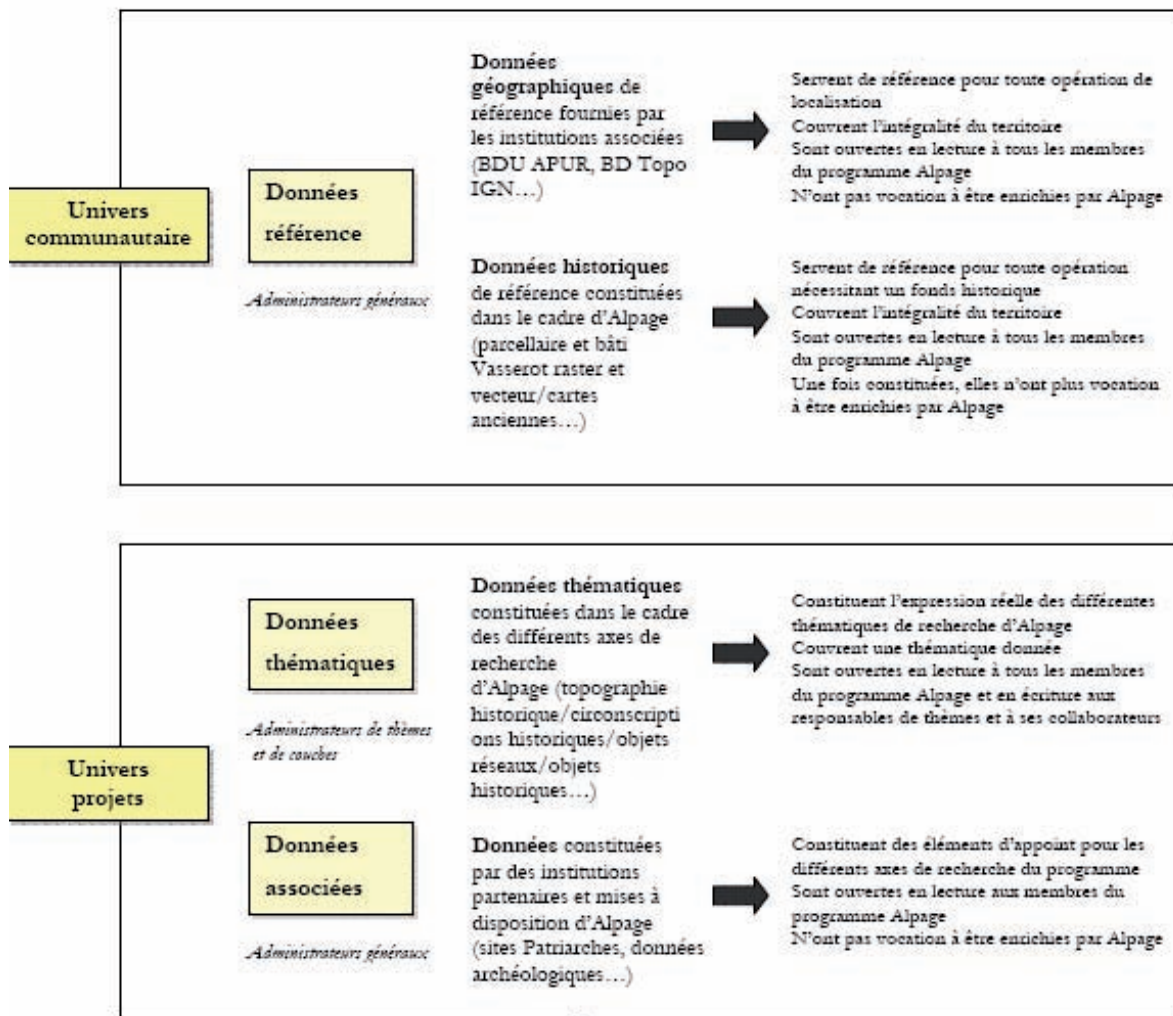 Univers
communautaire
Données
référence
Administrateurs généraux
Données
géographiques de
référence fournies par
les institutions associées
(BDU APUR, BD Topo
IGN…)
Servent de référence pour toute opération de
localisation
Couvrent l’intégralité du territoire
Sont ouvertes en lecture à tous les membres
du programme Alpage
N’ont pas vocation à être enrichies par Alpage
Données historiques
de référence constituées
dans le cadre d’Alpage
(parcellaire et bâti
Vasserot raster et
vecteur/cartes
anciennes…)
Servent de référence pour toute opération
nécessitant un fonds historique
Couvrent l’intégralité du territoire
Sont ouvertes en lecture à tous les membres
du programme Alpage
Une fois constituées, elles n’ont plus vocation
à être enrichies par Alpage
Univers
projets
Données
thématiques
Administrateurs de thèmes
et de couches
Données thématiques
constituées dans le cadre
des différents axes de
recherche
d’Alpage (topographie
historique/circonscripti
ons historiques/objets
réseaux/objets
historiques…)
Constituent l’expression réelle des différentes
thématiques de recherche d’Alpage
Couvrent une thématique donnée
Sont ouvertes en lecture à tous les membres
du programme Alpage et en écriture aux
responsables de thèmes et à ses collaborateurs
Données
associées
Administrateurs généraux
Données constituées
par des institutions
partenaires et mises à
disposition d’Alpage
(sites Patriarches, données
archéologiques…)
Constituent des éléments d’appoint pour les
différents axes de recherche du programme
Sont ouvertes en lecture aux membres du
programme Alpage
N’ont pas vocation à être enrichies par Alpage